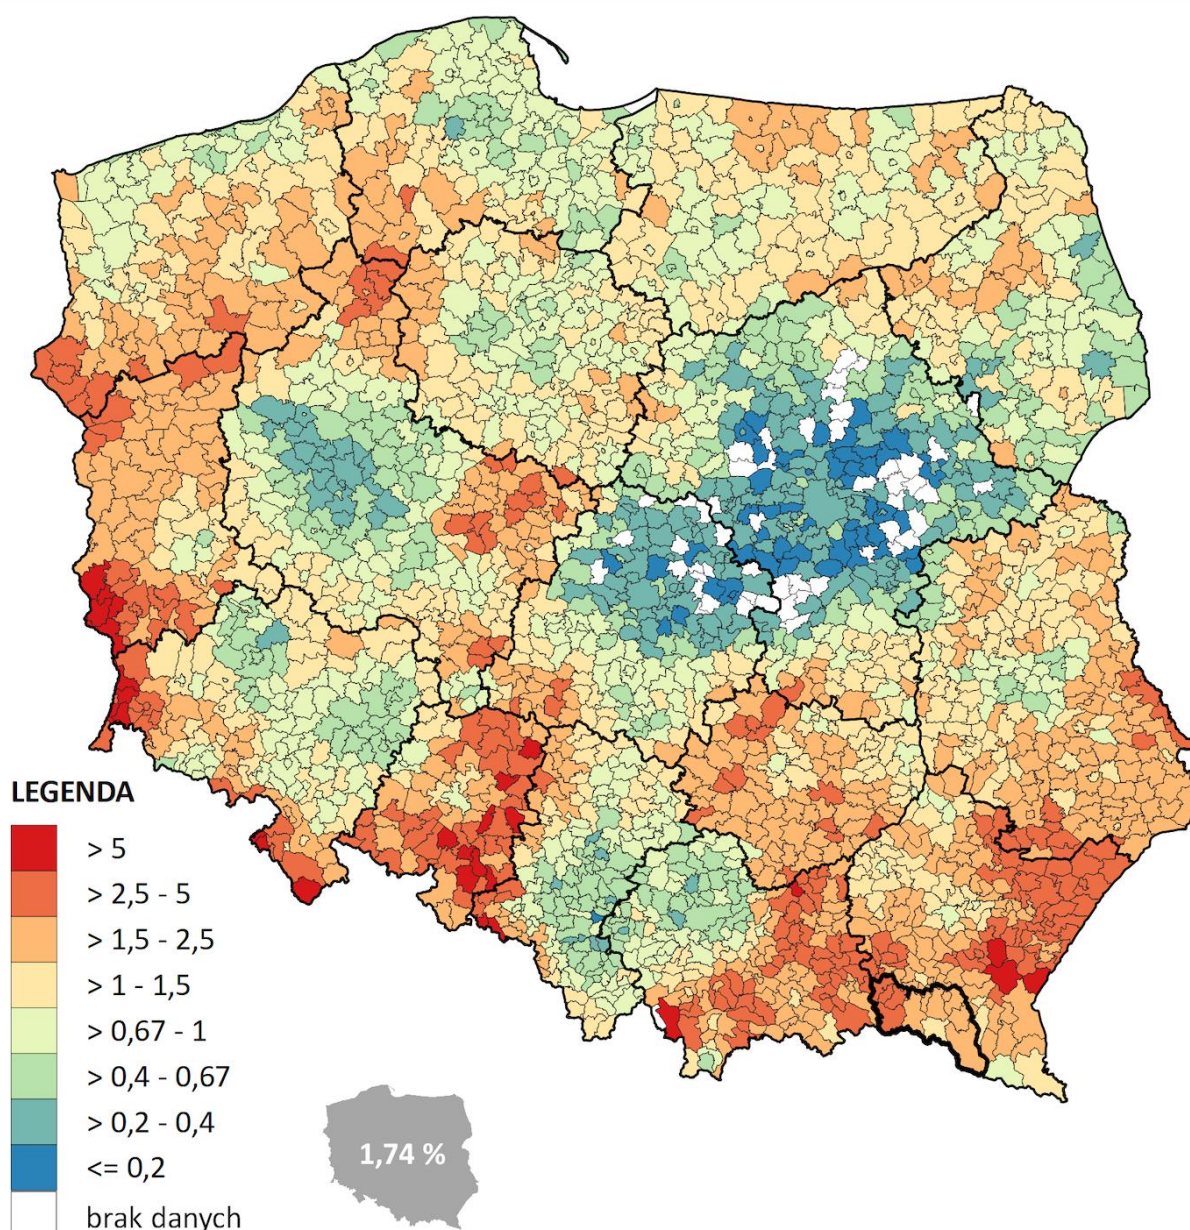 LEGENDA
> 5
> 2,5 - 5
> 1,5 - 2,5
> 1 - 1,5
> 0,67 - 1
> 0,4 - 0,67
> 0,2 - 0,4
<= 0,2
brak danych
1,74 %